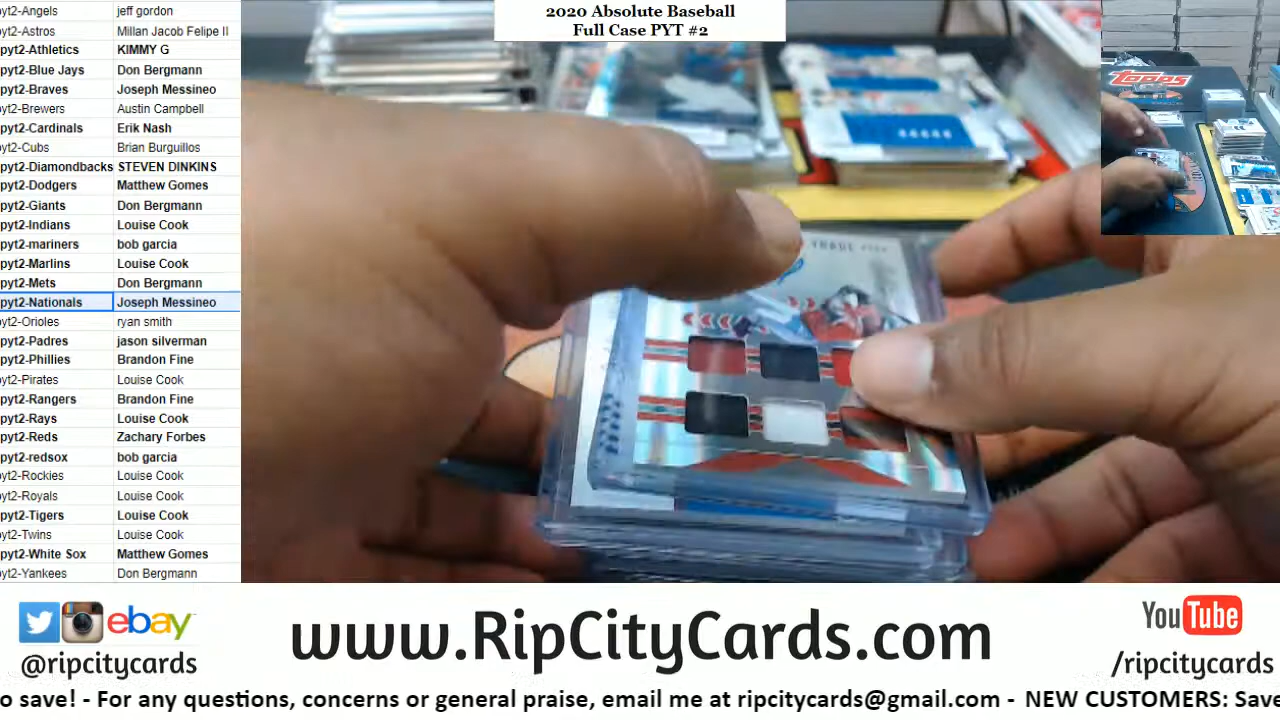 2020 Absolute Baseball
Full Case PYT #2
pyt2-Angels jeff gordon
pyt2-Astros Millan Jacob Felipe II
pyt2-Athletics KIMMY G
pyt2-Blue Jays Don Bergmann
pyt2-Braves Joseph Messineo
pyt2-Brewers Austin Campbell
pyt2-Cardinals Erik Nash
pyt2-Cubs Brian Burguillos
pyt2-Diamondbacks STEVEN DINKINS
pyt2-Dodgers Matthew Gomes
pyt2-Giants Don Bergmann
pyt2-Indians Louise Cook
pyt2-mariners bob garcia
pyt2-Marlins Louise Cook
pyt2-Mets Don Bergmann
pyt2-Nationals Joseph Messineo
pyt2-Orioles ryan smith
pyt2-Padres jason silverman
pyt2-Phillies Brandon Fine
pyt2-Pirates Louise Cook
pyt2-Rangers Brandon Fine
pyt2-Rays Louise Cook
pyt2-Reds Zachary Forbes
pyt2-redsox bob garcia
pyt2-Rockies Louise Cook
pyt2-Royals Louise Cook
pyt2-Tigers Louise Cook
pyt2-Twins Louise Cook
pyt2-White Sox Matthew Gomes
pyt2-Yankees Don Bergmann
Topps
TRADE
ebay
@ripcitycards
www.RipCityCards.com
YouTube
/ripcitycards
o save! - For any questions, concerns or general praise, email me at ripcitycards@gmail.com - NEW CUSTOMERS: Save